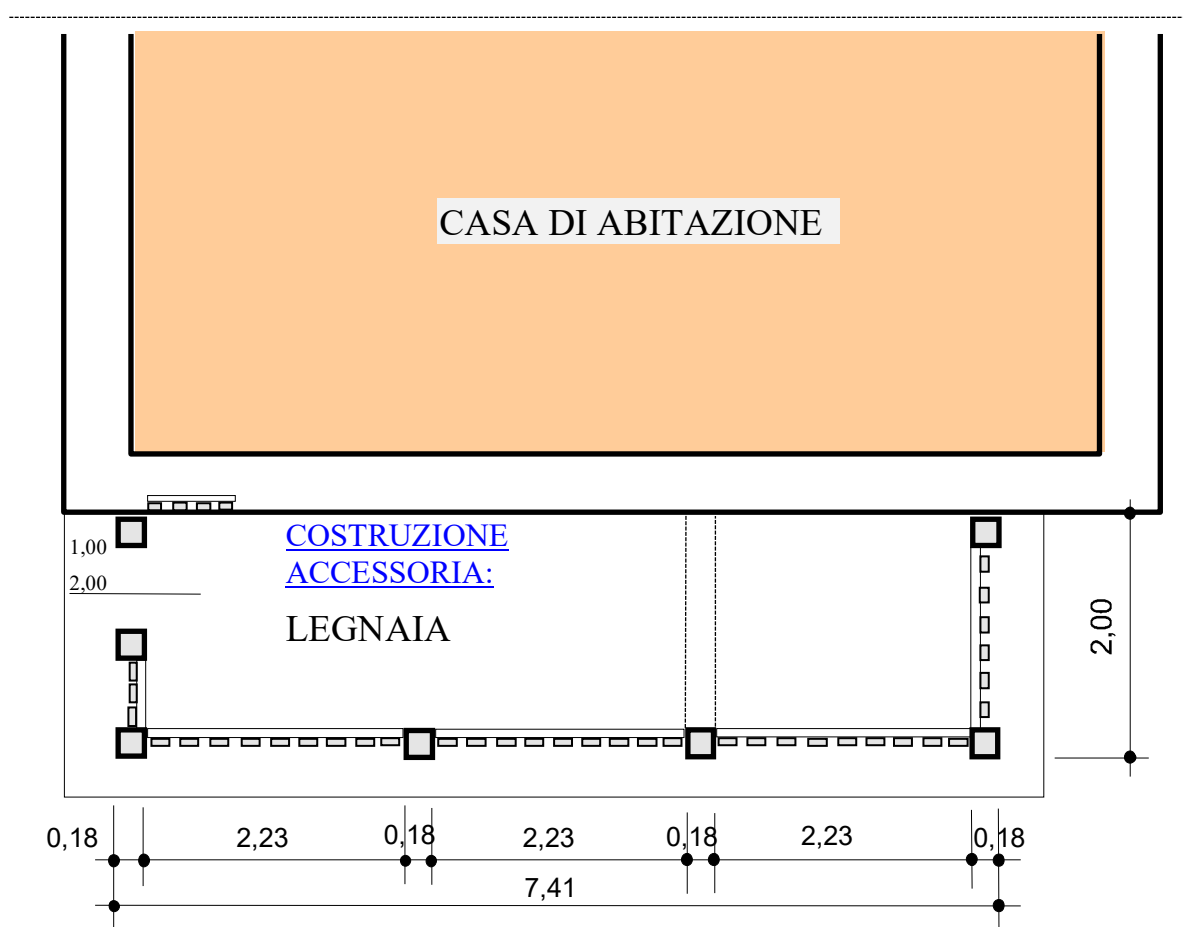 CASA DI ABITAZIONE
COSTRUZIONE
ACCESSORIA:
1,00
2,00
LEGNAIA
2,00
0,18 2,23 0,18 2,23 0,18 2,23 0,18
7,41